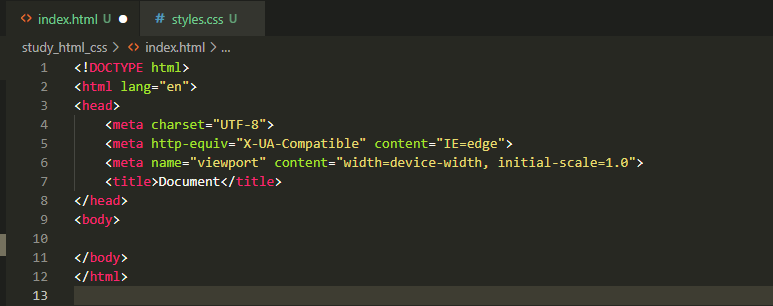 <> index.html U ● # styles.css U
study_html_css > <> index.html > ...
1 <!DOCTYPE html>
2 <html lang="en">
3 <head>
4     <meta charset="UTF-8">
5     <meta http-equiv="X-UA-Compatible" content="IE=edge">
6     <meta name="viewport" content="width=device-width, initial-scale=1.0">
7     <title>Document</title>
8 </head>
9 <body>
10
11 </body>
12 </html>
13